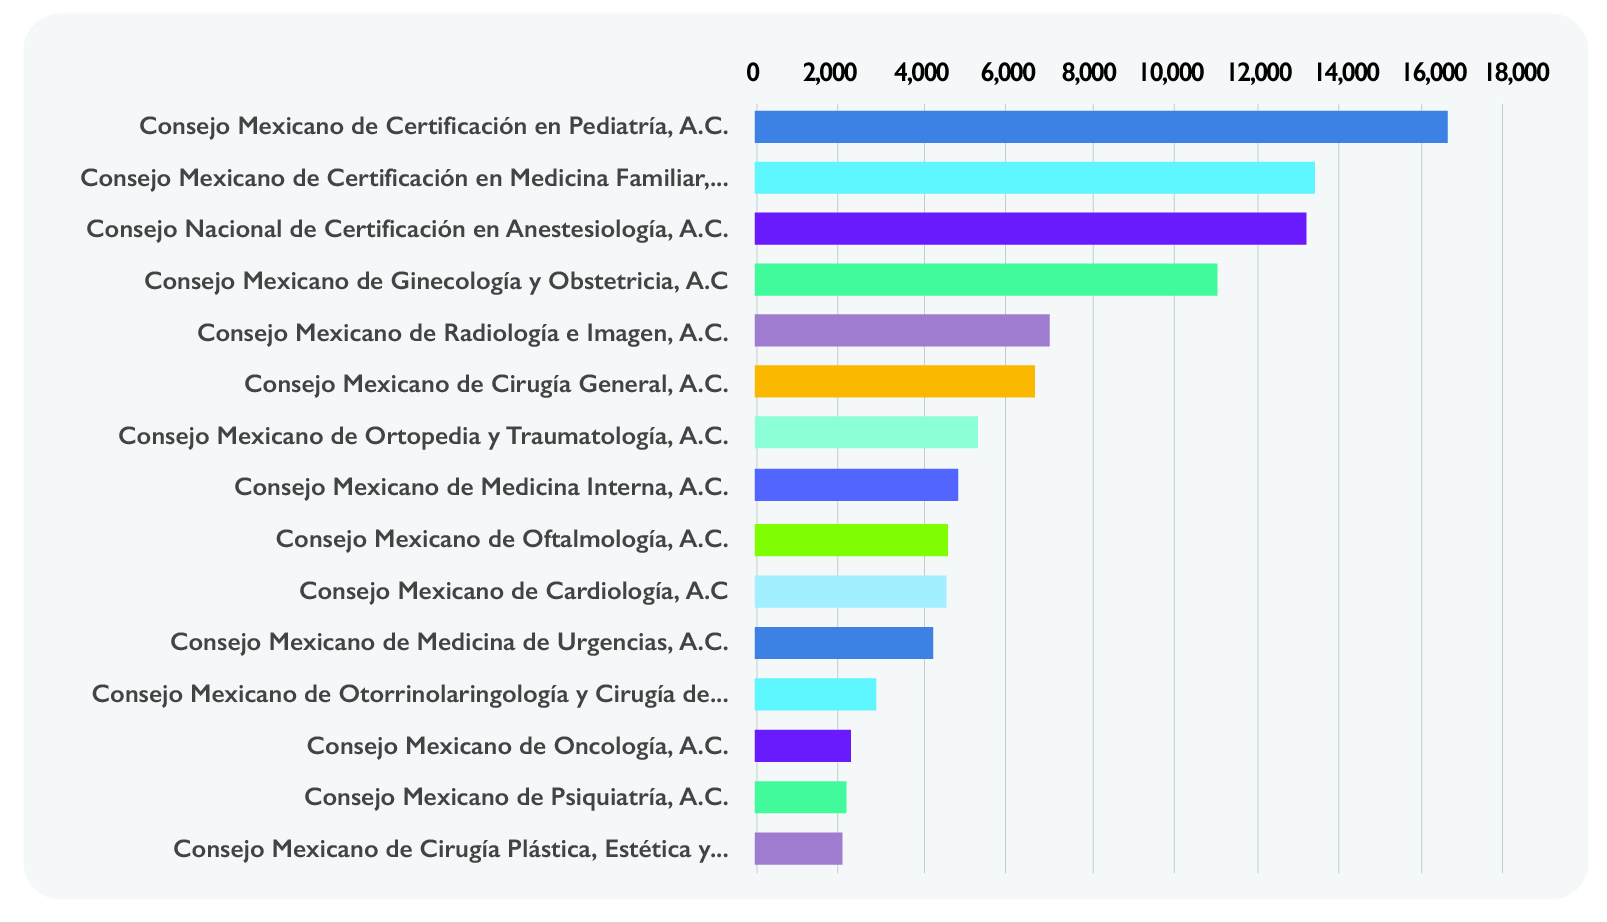 0 2,000 4,000 6,000 8,000 10,000 12,000 14,000 16,000 18,000
Consejo Mexicano de Certificación en Pediatría, A.C.
Consejo Mexicano de Certificación en Medicina Familiar,...
Consejo Nacional de Certificación en Anestesiología, A.C.
Consejo Mexicano de Ginecología y Obstetricia, A.C
Consejo Mexicano de Radiología e Imagen, A.C.
Consejo Mexicano de Cirugía General, A.C.
Consejo Mexicano de Ortopedia y Traumatología, A.C.
Consejo Mexicano de Medicina Interna, A.C.
Consejo Mexicano de Oftalmología, A.C.
Consejo Mexicano de Cardiología, A.C
Consejo Mexicano de Medicina de Urgencias, A.C.
Consejo Mexicano de Otorrinolaringología y Cirugía de...
Consejo Mexicano de Oncología, A.C.
Consejo Mexicano de Psiquiatría, A.C.
Consejo Mexicano de Cirugía Plástica, Estética y...